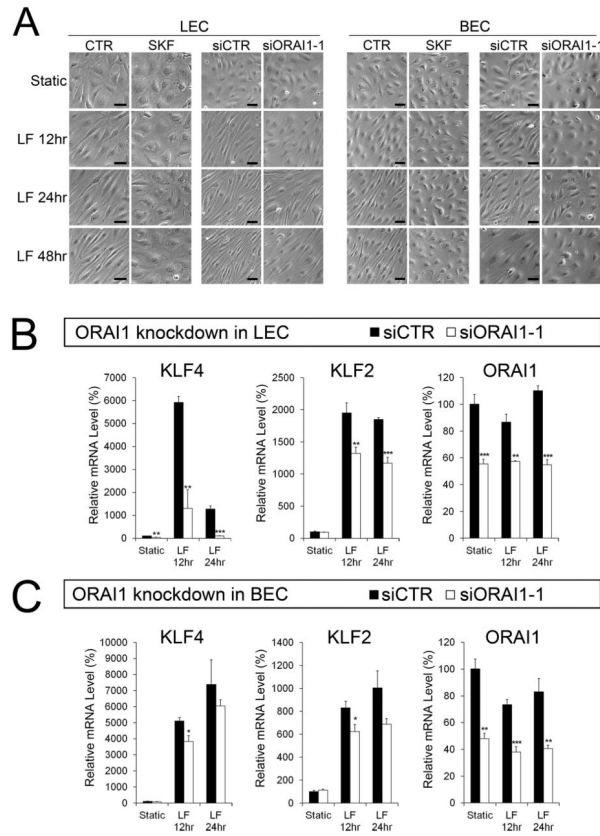 A
LEC BEC
CTR SKF siCTR siORAI1-1 CTR SKF siCTR siORAI1-1
Static
LF 12hr
LF 24hr
LF 48hr
B
ORAI1 knockdown in LEC ■siCTR □siORAI1-1
KLF4 KLF2 ORAI1
Relative mRNA Level (%)
7000
6000
5000
4000
3000
2000
1000
0
**
**
***
Static LF 12hr LF 24hr
Relative mRNA Level (%)
2500
2000
1500
1000
500
0
**
***
Static LF 12hr LF 24hr
Relative mRNA Level (%)
120
100
80
60
40
20
0
***
**
***
Static LF 12hr LF 24hr
C
ORAI1 knockdown in BEC ■siCTR □siORAI1-1
KLF4 KLF2 ORAI1
Relative mRNA Level (%)
10000
9000
8000
7000
6000
5000
4000
3000
2000
1000
0
*
Static LF 12hr LF 24hr
Relative mRNA Level (%)
1400
1200
1000
800
600
400
200
0
*
Static LF 12hr LF 24hr
Relative mRNA Level (%)
120
100
80
60
40
20
0
**
***
**
Static LF 12hr LF 24hr